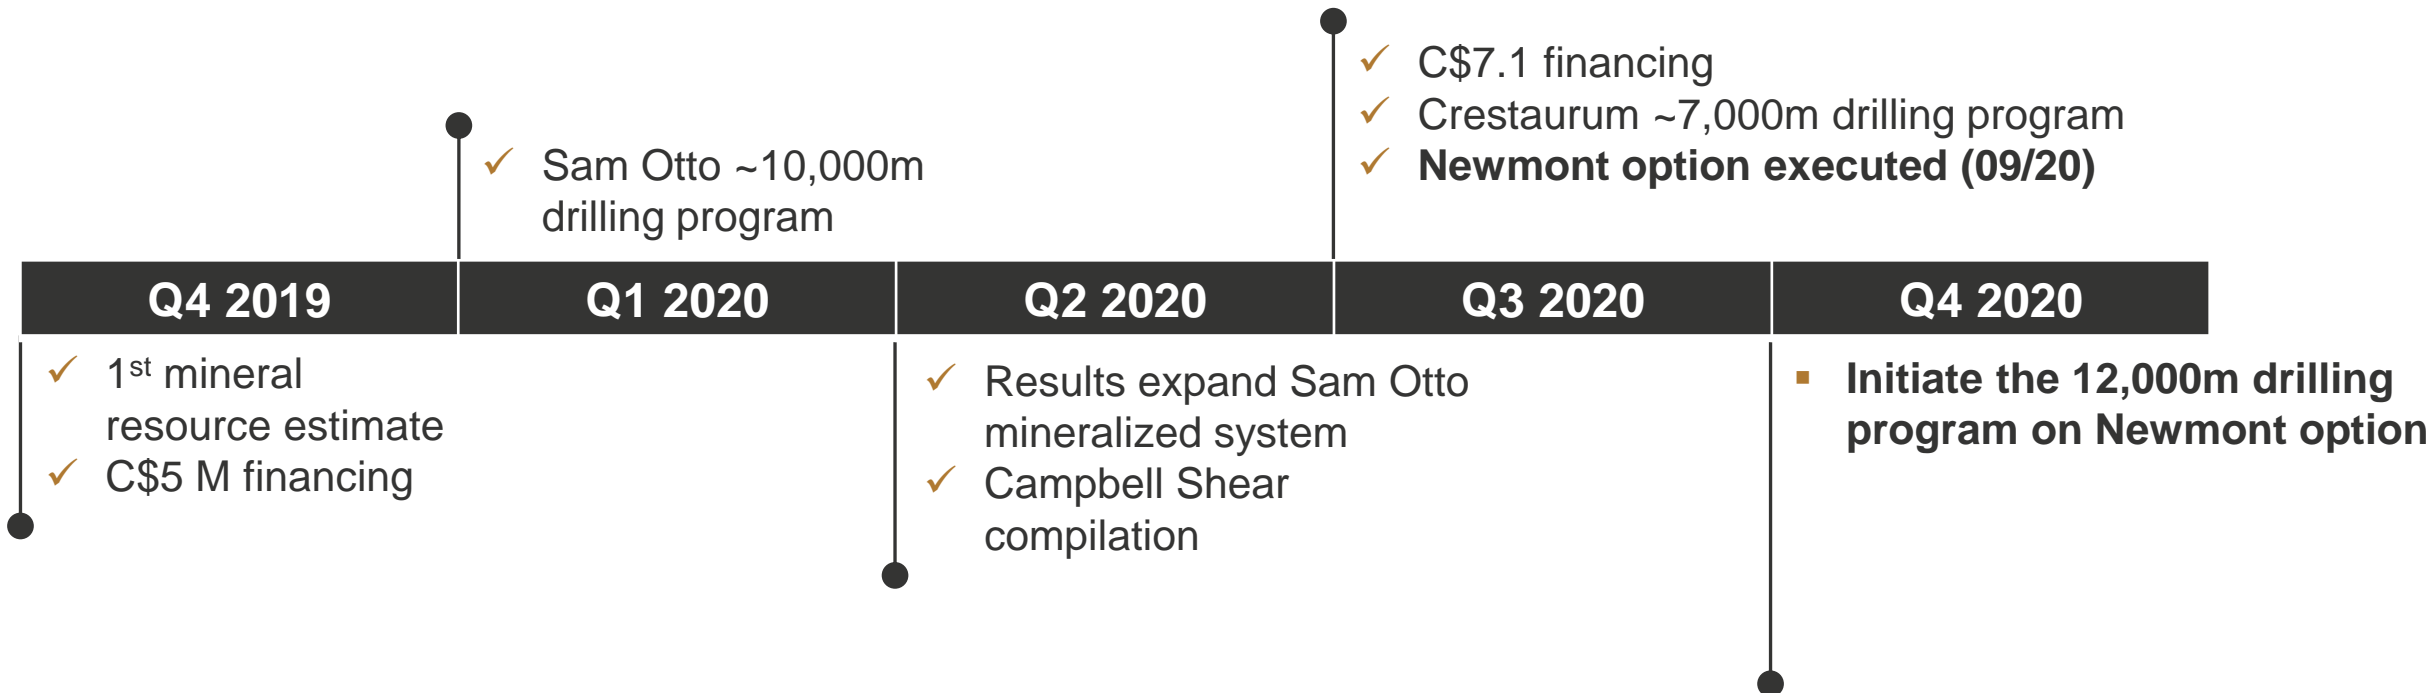 C$7.1 financing
Crestaurum ~7,000m drilling program
Newmont option executed (09/20)
Sam Otto ~10,000m
drilling program
Q4 2019
Q1 2020
Q2 2020
Q3 2020
Q4 2020
1st mineral
resource estimate
C$5 M financing
Results expand Sam Otto
mineralized system
Campbell Shear
compilation
Initiate the 12,000m drilling
program on Newmont option